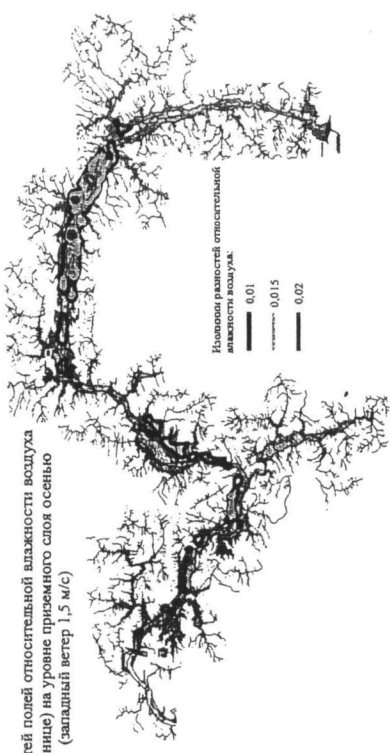 тей полей относительной влажности воздуха
нице) на уровне приземного слоя осенью
(западный ветер 1,5 м/с)
Изолинии разностей относительной
влажности воздуха:
0,01
0,015
0,02